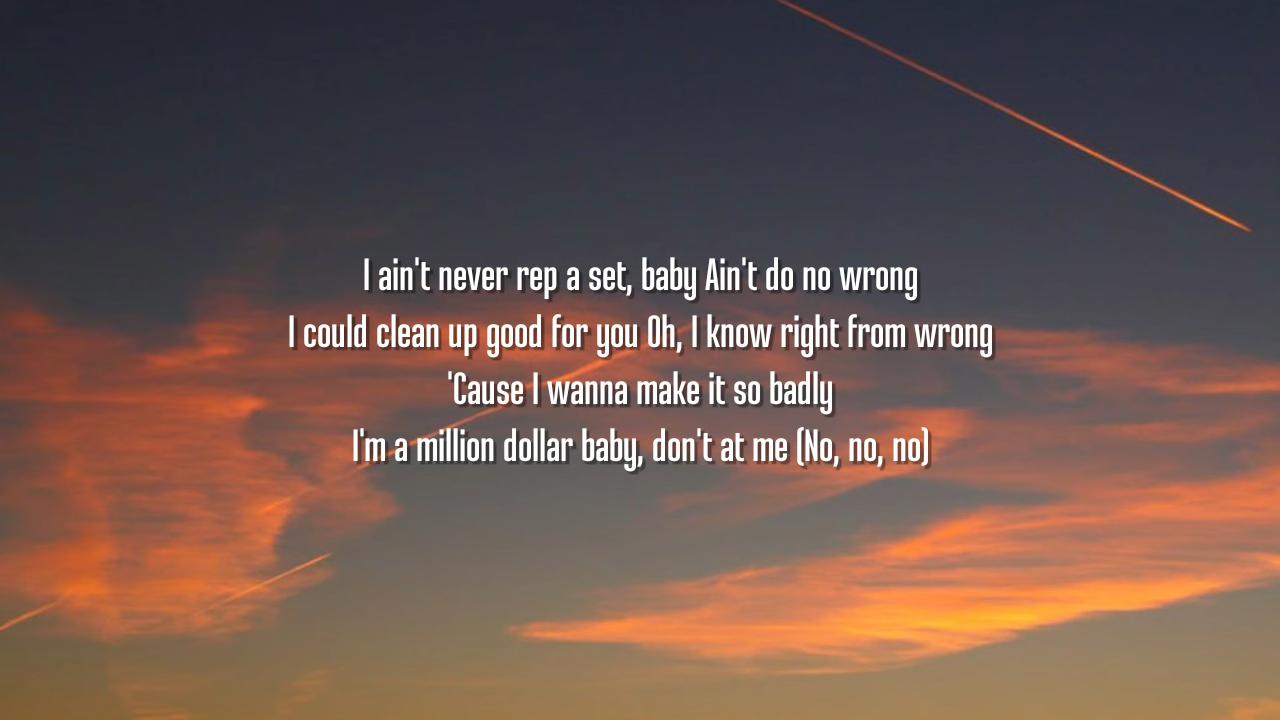 I ain't never rep a set, baby Ain't do no wrong
I could clean up good for you Oh, I know right from wrong
'Cause I wanna make it so badly
I'm a million dollar baby, don't at me (No, no, no)